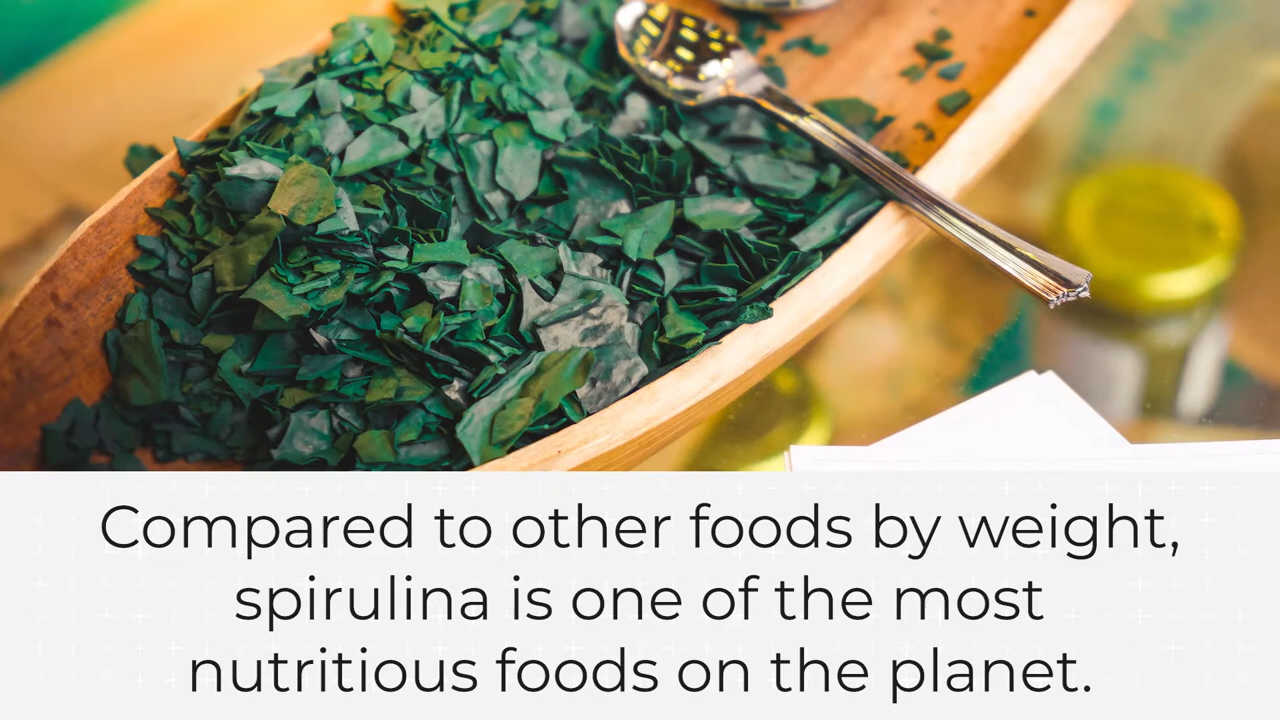 Compared to other foods by weight,
spirulina is one of the most
nutritious foods on the planet.